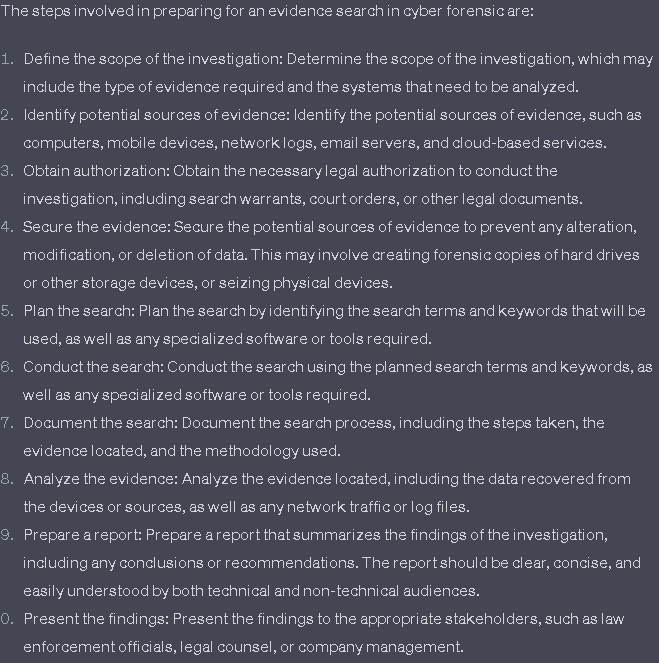 The steps involved in preparing for an evidence search in cyber forensic are:
1. Define the scope of the investigation: Determine the scope of the investigation, which may
include the type of evidence required and the systems that need to be analyzed.
2. Identify potential sources of evidence: Identify the potential sources of evidence, such as
computers, mobile devices, network logs, email servers, and cloud-based services.
3. Obtain authorization: Obtain the necessary legal authorization to conduct the
investigation, including search warrants, court orders, or other legal documents.
4. Secure the evidence: Secure the potential sources of evidence to prevent any alteration,
modification, or deletion of data. This may involve creating forensic copies of hard drives
or other storage devices, or seizing physical devices.
5. Plan the search: Plan the search by identifying the search terms and keywords that will be
used, as well as any specialized software or tools required.
6. Conduct the search: Conduct the search using the planned search terms and keywords, as
well as any specialized software or tools required.
7. Document the search: Document the search process, including the steps taken, the
evidence located, and the methodology used.
8. Analyze the evidence: Analyze the evidence located, including the data recovered from
the devices or sources, as well as any network traffic or log files.
9. Prepare a report: Prepare a report that summarizes the findings of the investigation,
including any conclusions or recommendations. The report should be clear, concise, and
easily understood by both technical and non-technical audiences.
0. Present the findings: Present the findings to the appropriate stakeholders, such as law
enforcement officials, legal counsel, or company management.